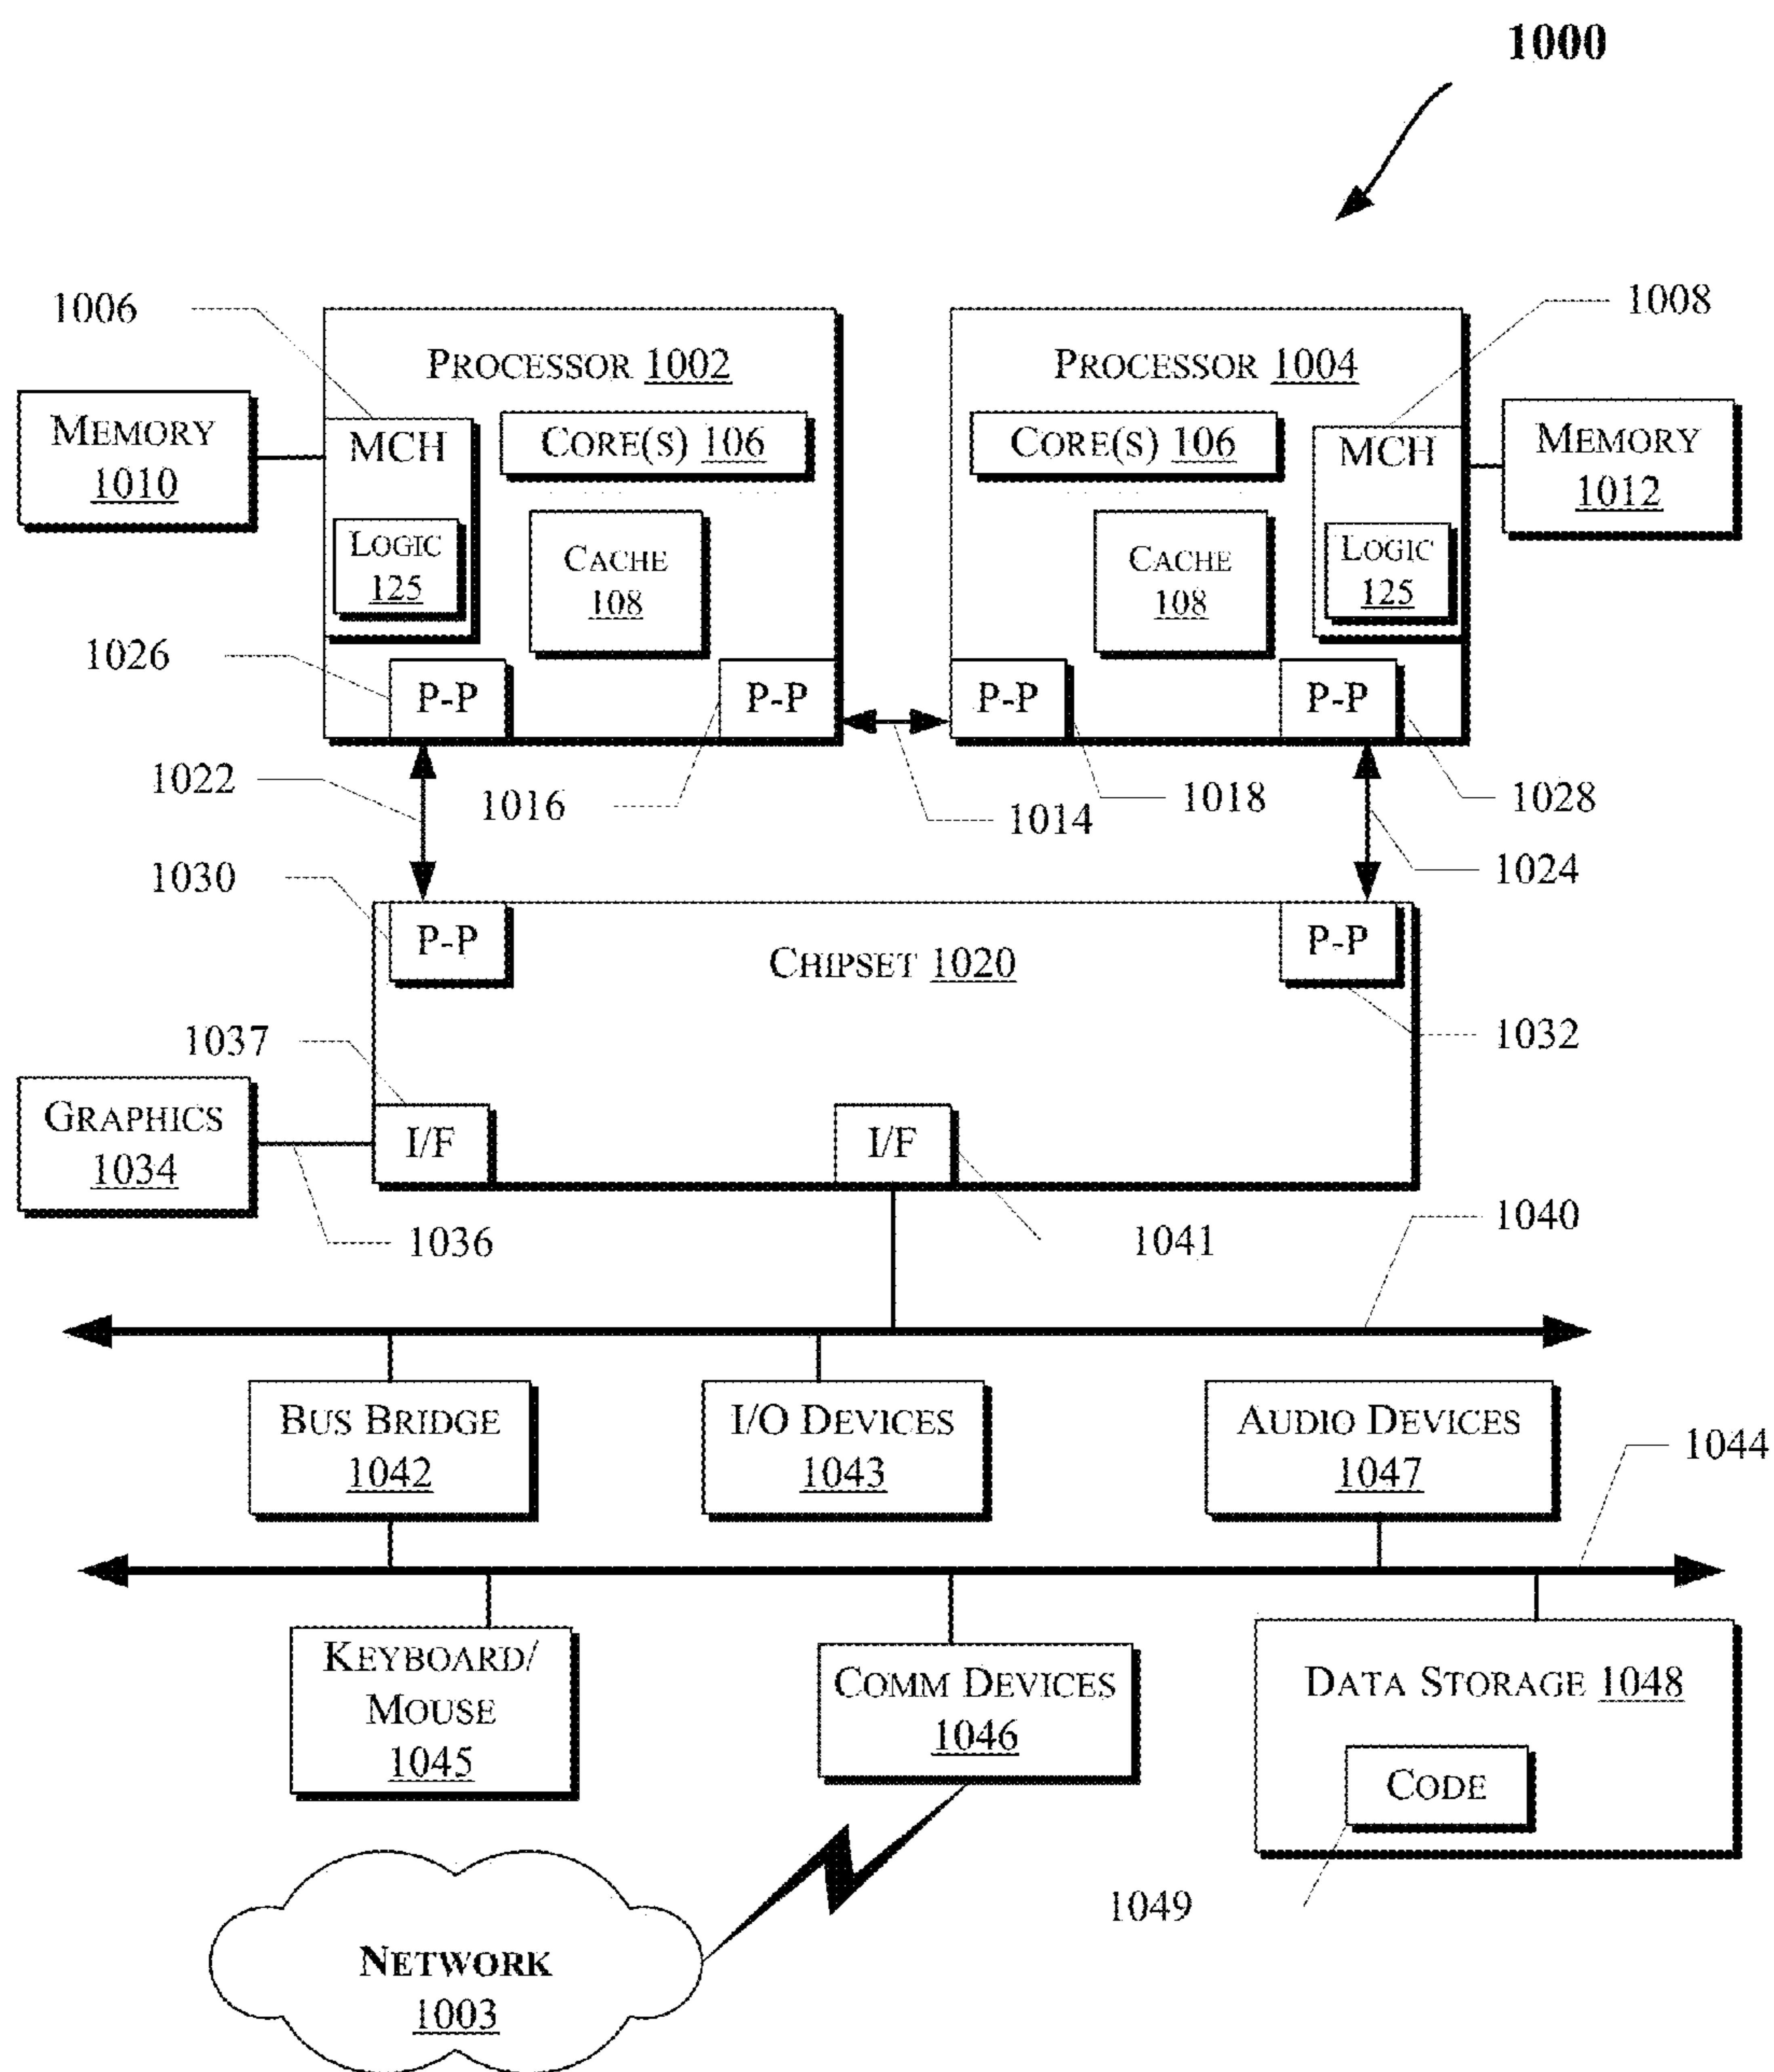 1000
1006
1008
PROCESSOR 1002
PROCESSOR 1004
MEMORY
1010
MCH
CORE(S) 106
CORE(S) 106
MCH
MEMORY
1012
LOGIC
125
CACHE
108
CACHE
108
LOGIC
125
1026
P-P
P-P
P-P
P-P
1022
1016
1014
1018
1028
1030
1024
P-P
CHIPSET 1020
P-P
1037
1032
GRAPHICS
1034
I/F
I/F
1036
1041
1040
BUS BRIDGE
1042
I/O DEVICES
1043
AUDIO DEVICES
1047
1044
KEYBOARD/
MOUSE
1045
COMM DEVICES
1046
DATA STORAGE 1048
CODE
1049
NETWORK
1003